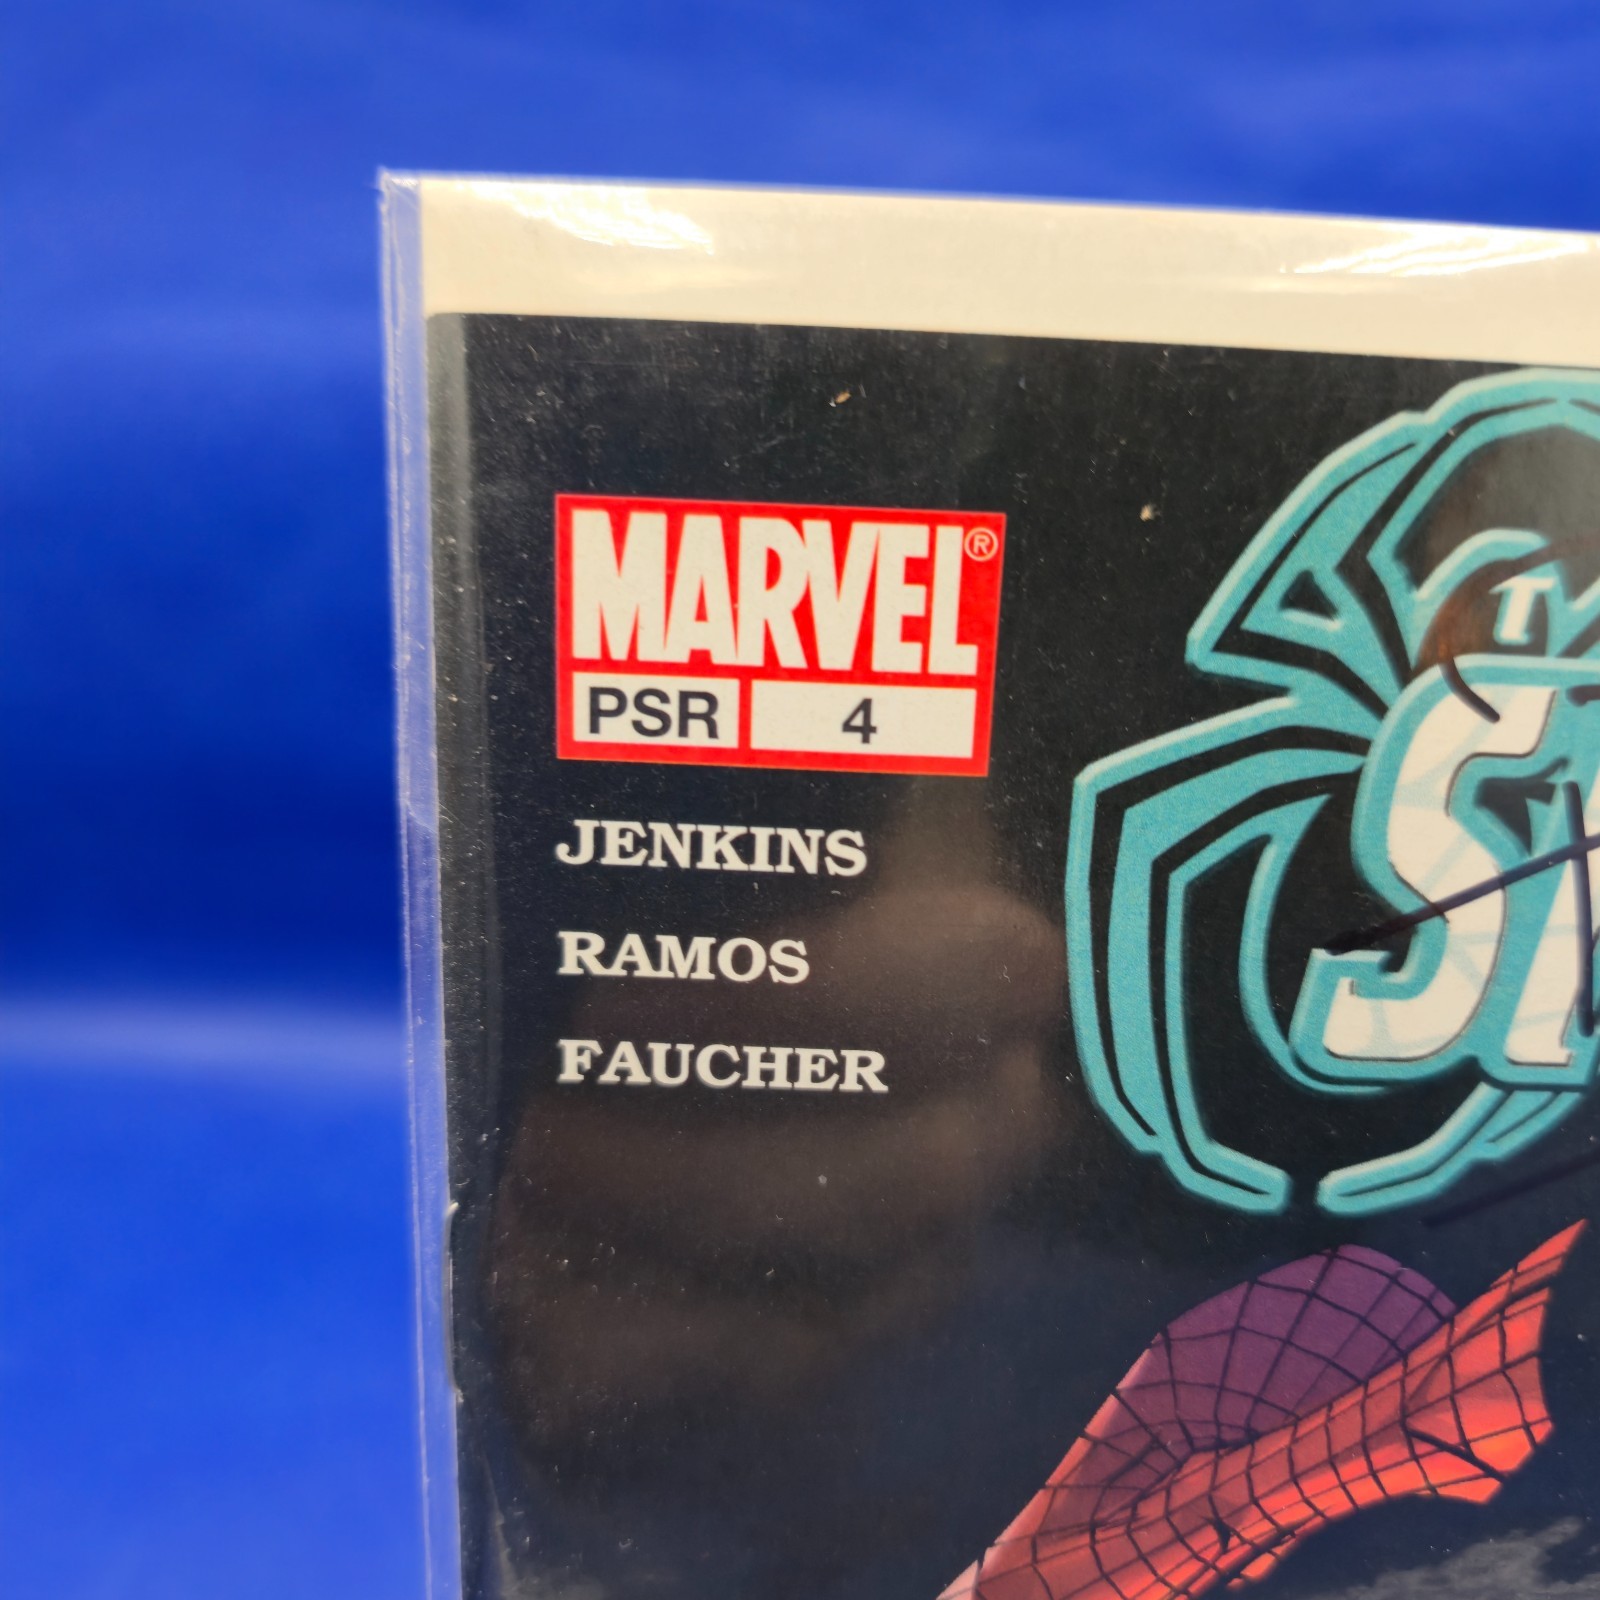 MARVEL®
PSR 4
JENKINS
RAMOS
FAUCHER